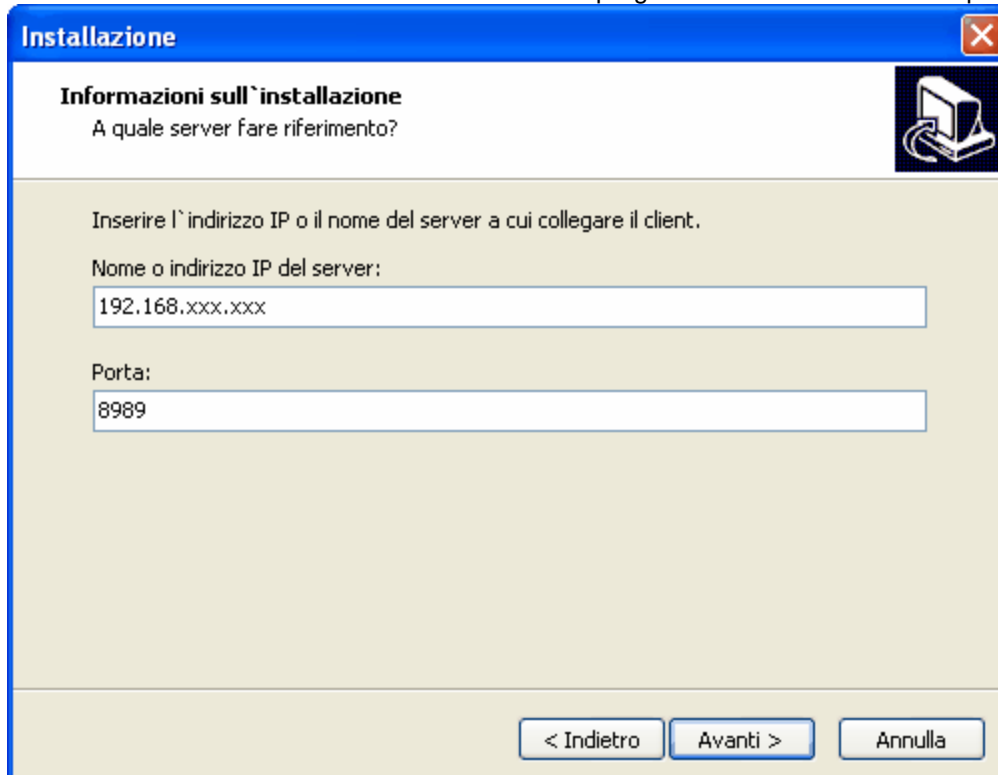 Installazione
Informazioni sull`installazione
A quale server fare riferimento?
Inserire l`indirizzo IP o il nome del server a cui collegare il client.
Nome o indirizzo IP del server:
192.168.xxx.xxx
Porta:
8989
< Indietro
Avanti >
Annulla